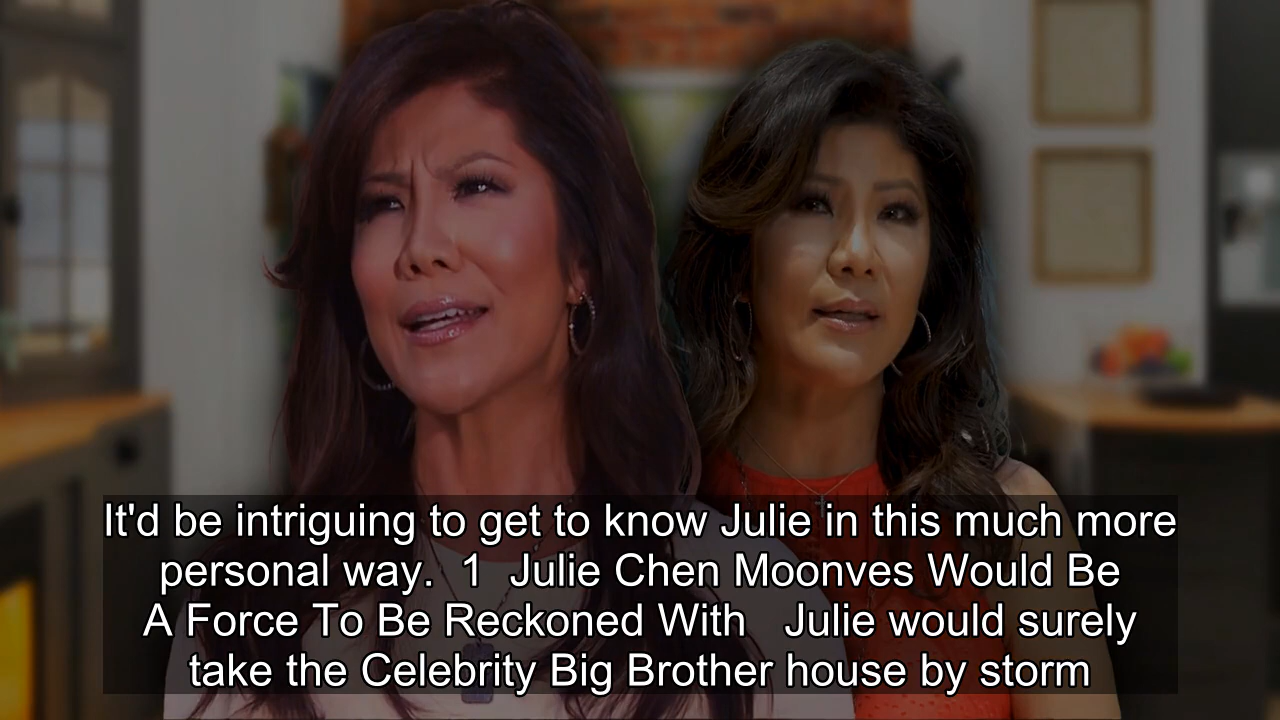 It'd be intriguing to get to know Julie in this much more
personal way.  1  Julie Chen Moonves Would Be
A Force To Be Reckoned With   Julie would surely
take the Celebrity Big Brother house by storm